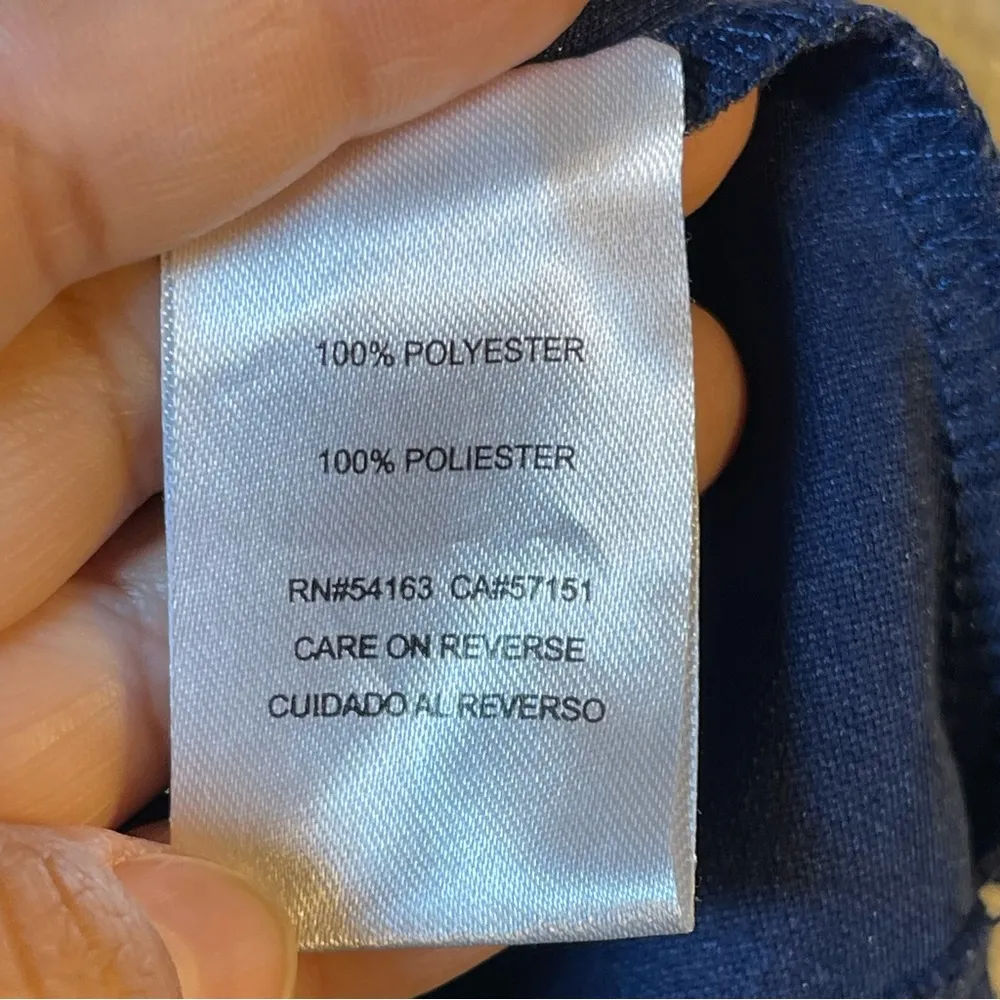 100% POLYESTER
100% POLIESTER
RN#54163 CA#57151
CARE ON REVERSE
CUIDADO AL REVERSO